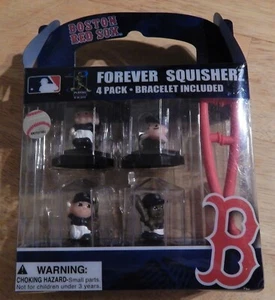 BOSTON
RED SOX
FOREVER SQUISHERZ
4 PACK - BRACELET INCLUDED
B
WARNING:
CHOKING HAZARD-Small parts.
Not for children under 3 years.